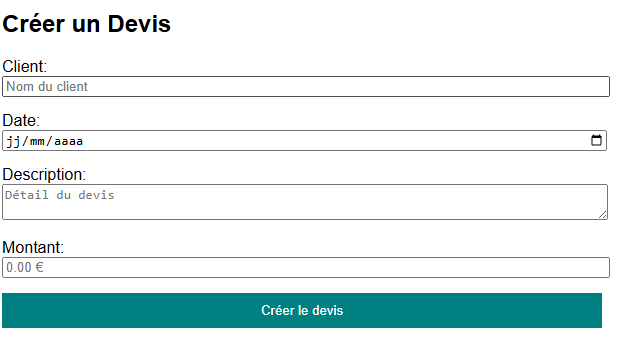 Créer un Devis
Client:
Nom du client
Date:
jj/mm/aaaa
Description:
Détail du devis
Montant:
0.00 €
Créer le devis